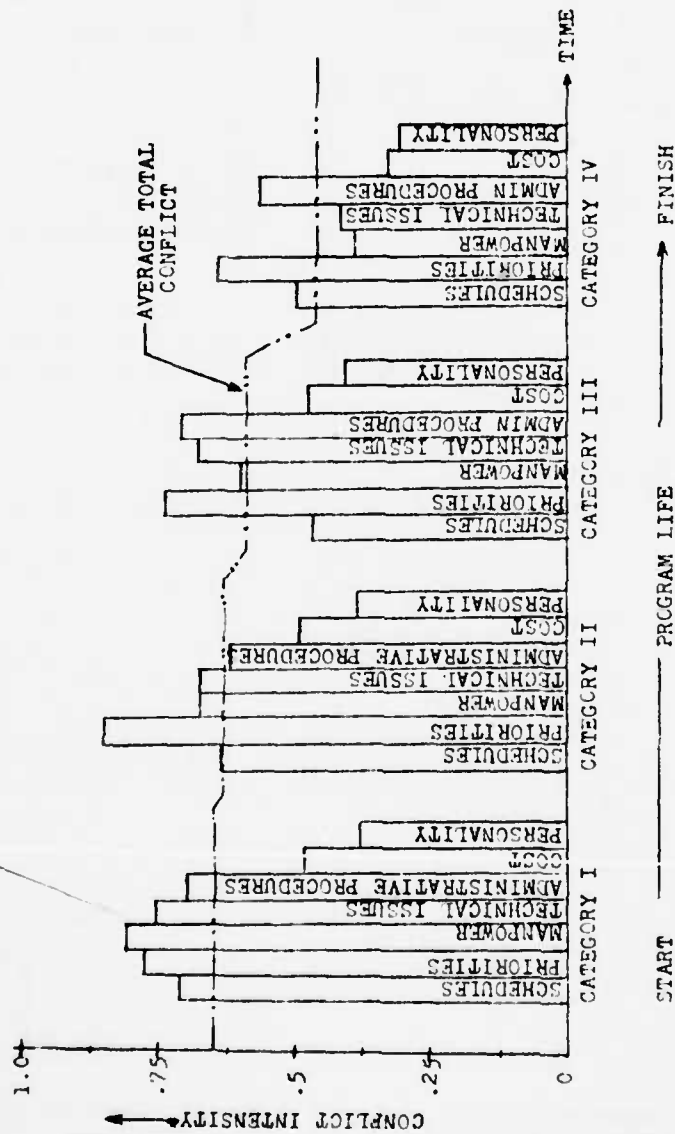 CONFLICT INTENSITY
1.0
.75
.5
.25
0
AVERAGE TOTAL
CONFLICT
SCHEDULES
PRIORITIES
MANPOWER
TECHNICAL ISSUES
ADMINISTRATIVE PROCEDURES
COST
PERSONALITY
SCHEDULES
PRIORITIES
MANPOWER
TECHNICAL ISSUES
ADMINISTRATIVE PROCEDURES
COST
PERSONALITY
SCHEDULES
PRIORITIES
MANPOWER
TECHNICAL ISSUES
ADMIN PROCEDURES
COST
PERSONALITY
SCHEDULES
PRIORITIES
MANPOWER
TECHNICAL ISSUES
ADMIN PROCEDURES
COST
PERSONALITY
CATEGORY I
CATEGORY II
CATEGORY III
CATEGORY IV
TIME
START
PROGRAM LIFE
FINISH